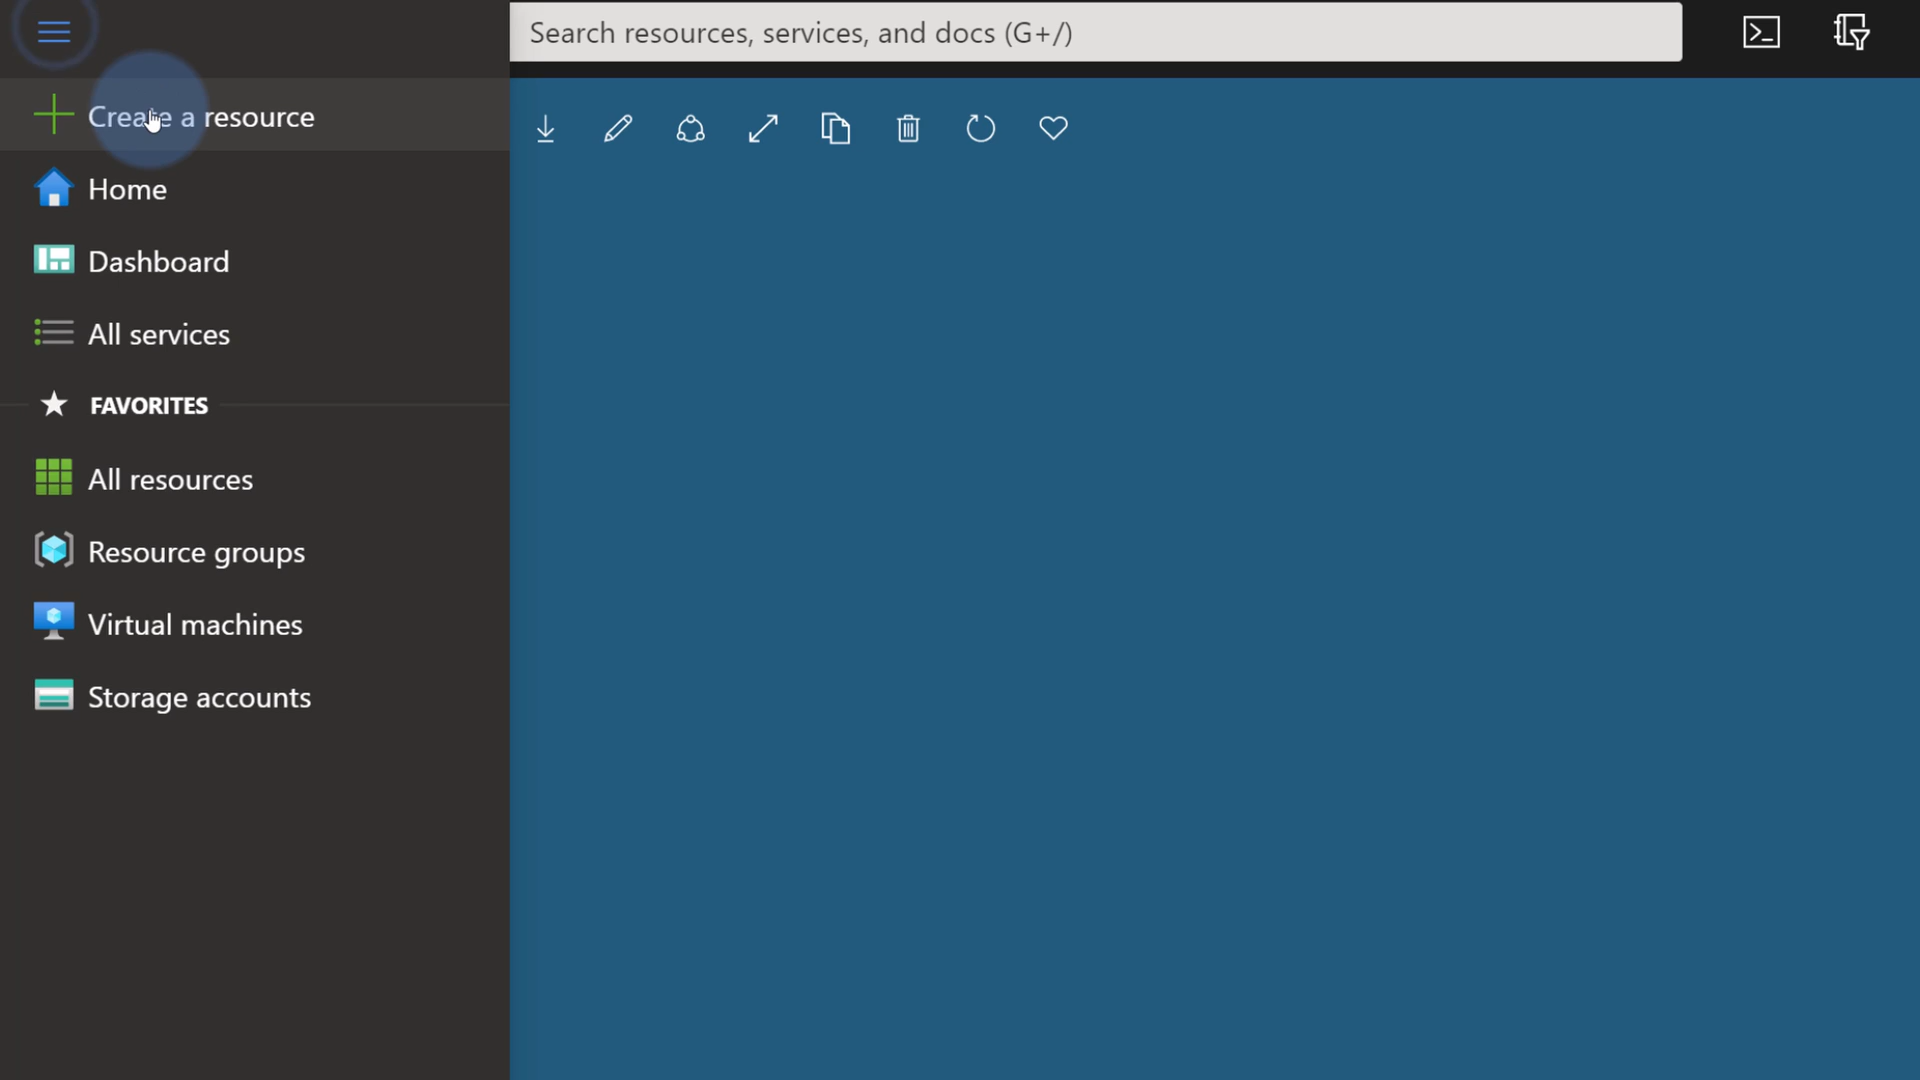 Search resources, services, and docs (G+/)
Create a resource
Home
Dashboard
All services
FAVORITES
All resources
Resource groups
Virtual machines
Storage accounts